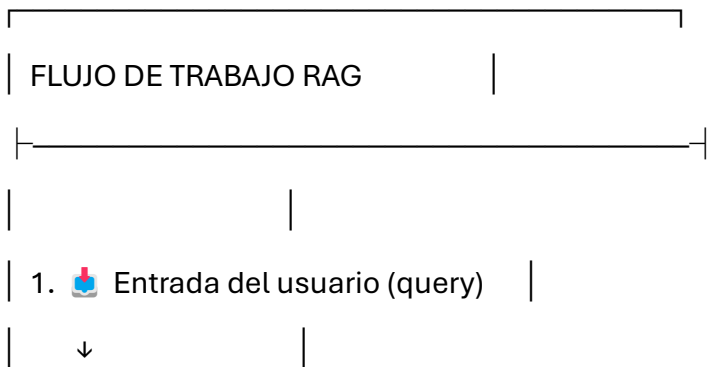 FLUJO DE TRABAJO RAG
1. 📥 Entrada del usuario (query)
↓